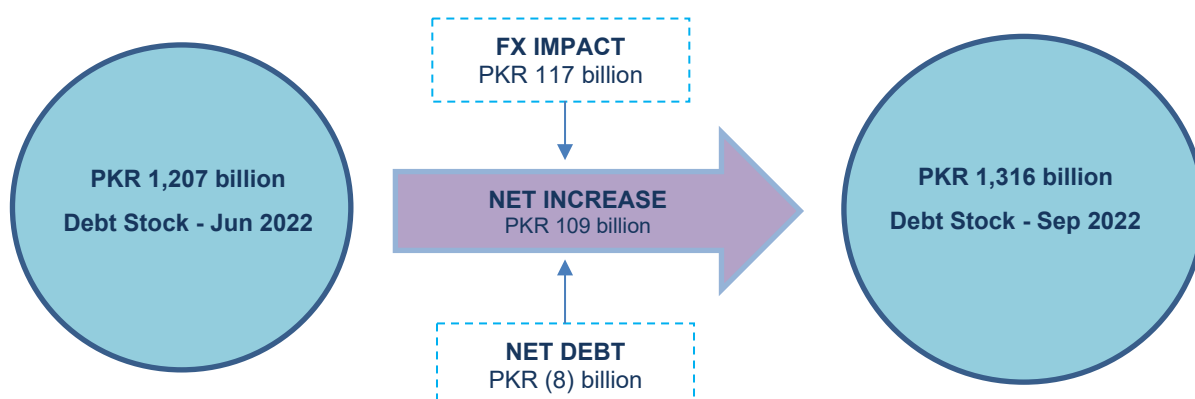 FX IMPACT
PKR 117 billion
PKR 1,207 billion
Debt Stock - Jun 2022
NET INCREASE
PKR 109 billion
PKR 1,316 billion
Debt Stock - Sep 2022
NET DEBT
PKR (8) billion